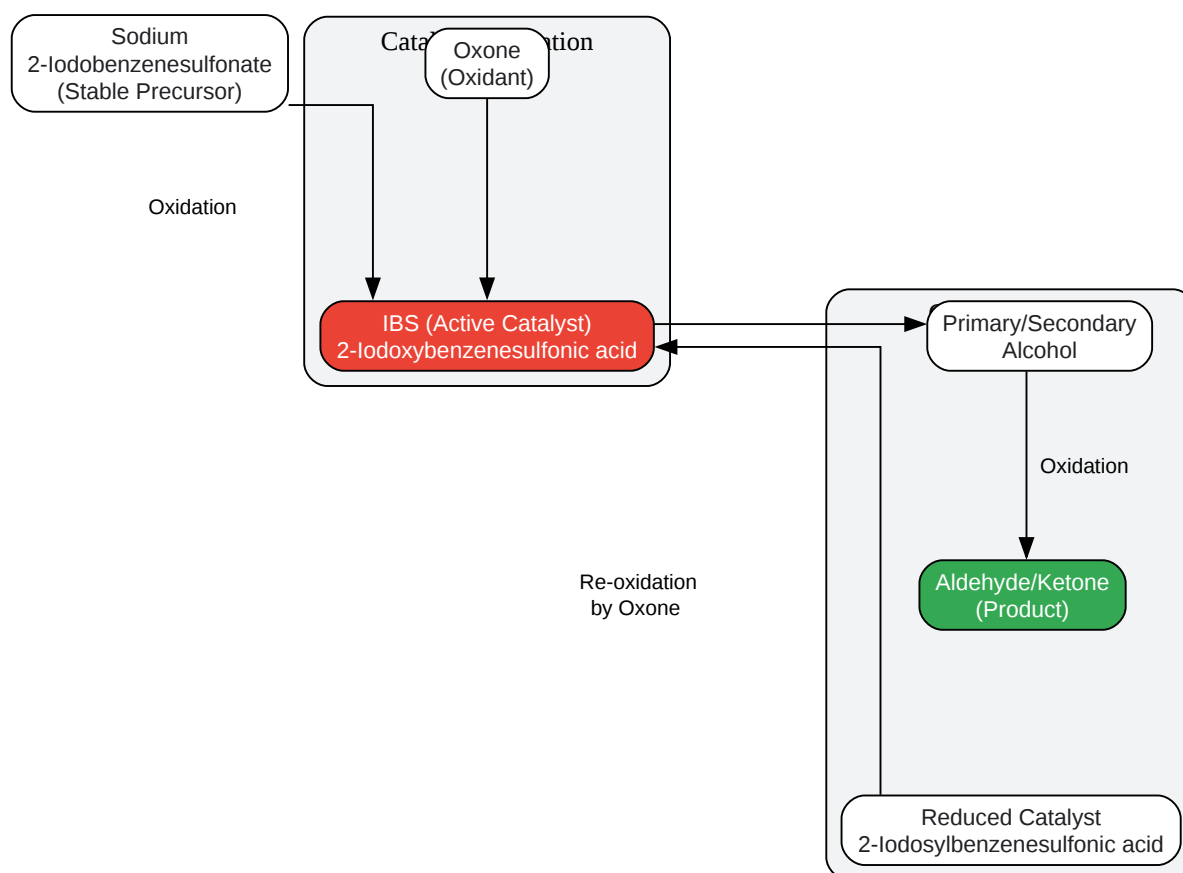 Sodium
2-Iodobenzenesulfonate
(Stable Precursor)
Oxone
(Oxidant)
Oxidation
IBS (Active Catalyst)
2-Iodoxybenzenesulfonic acid
Primary/Secondary
Alcohol
Oxidation
Re-oxidation
by Oxone
Aldehyde/Ketone
(Product)
Reduced Catalyst
2-Iodosylbenzenesulfonic acid